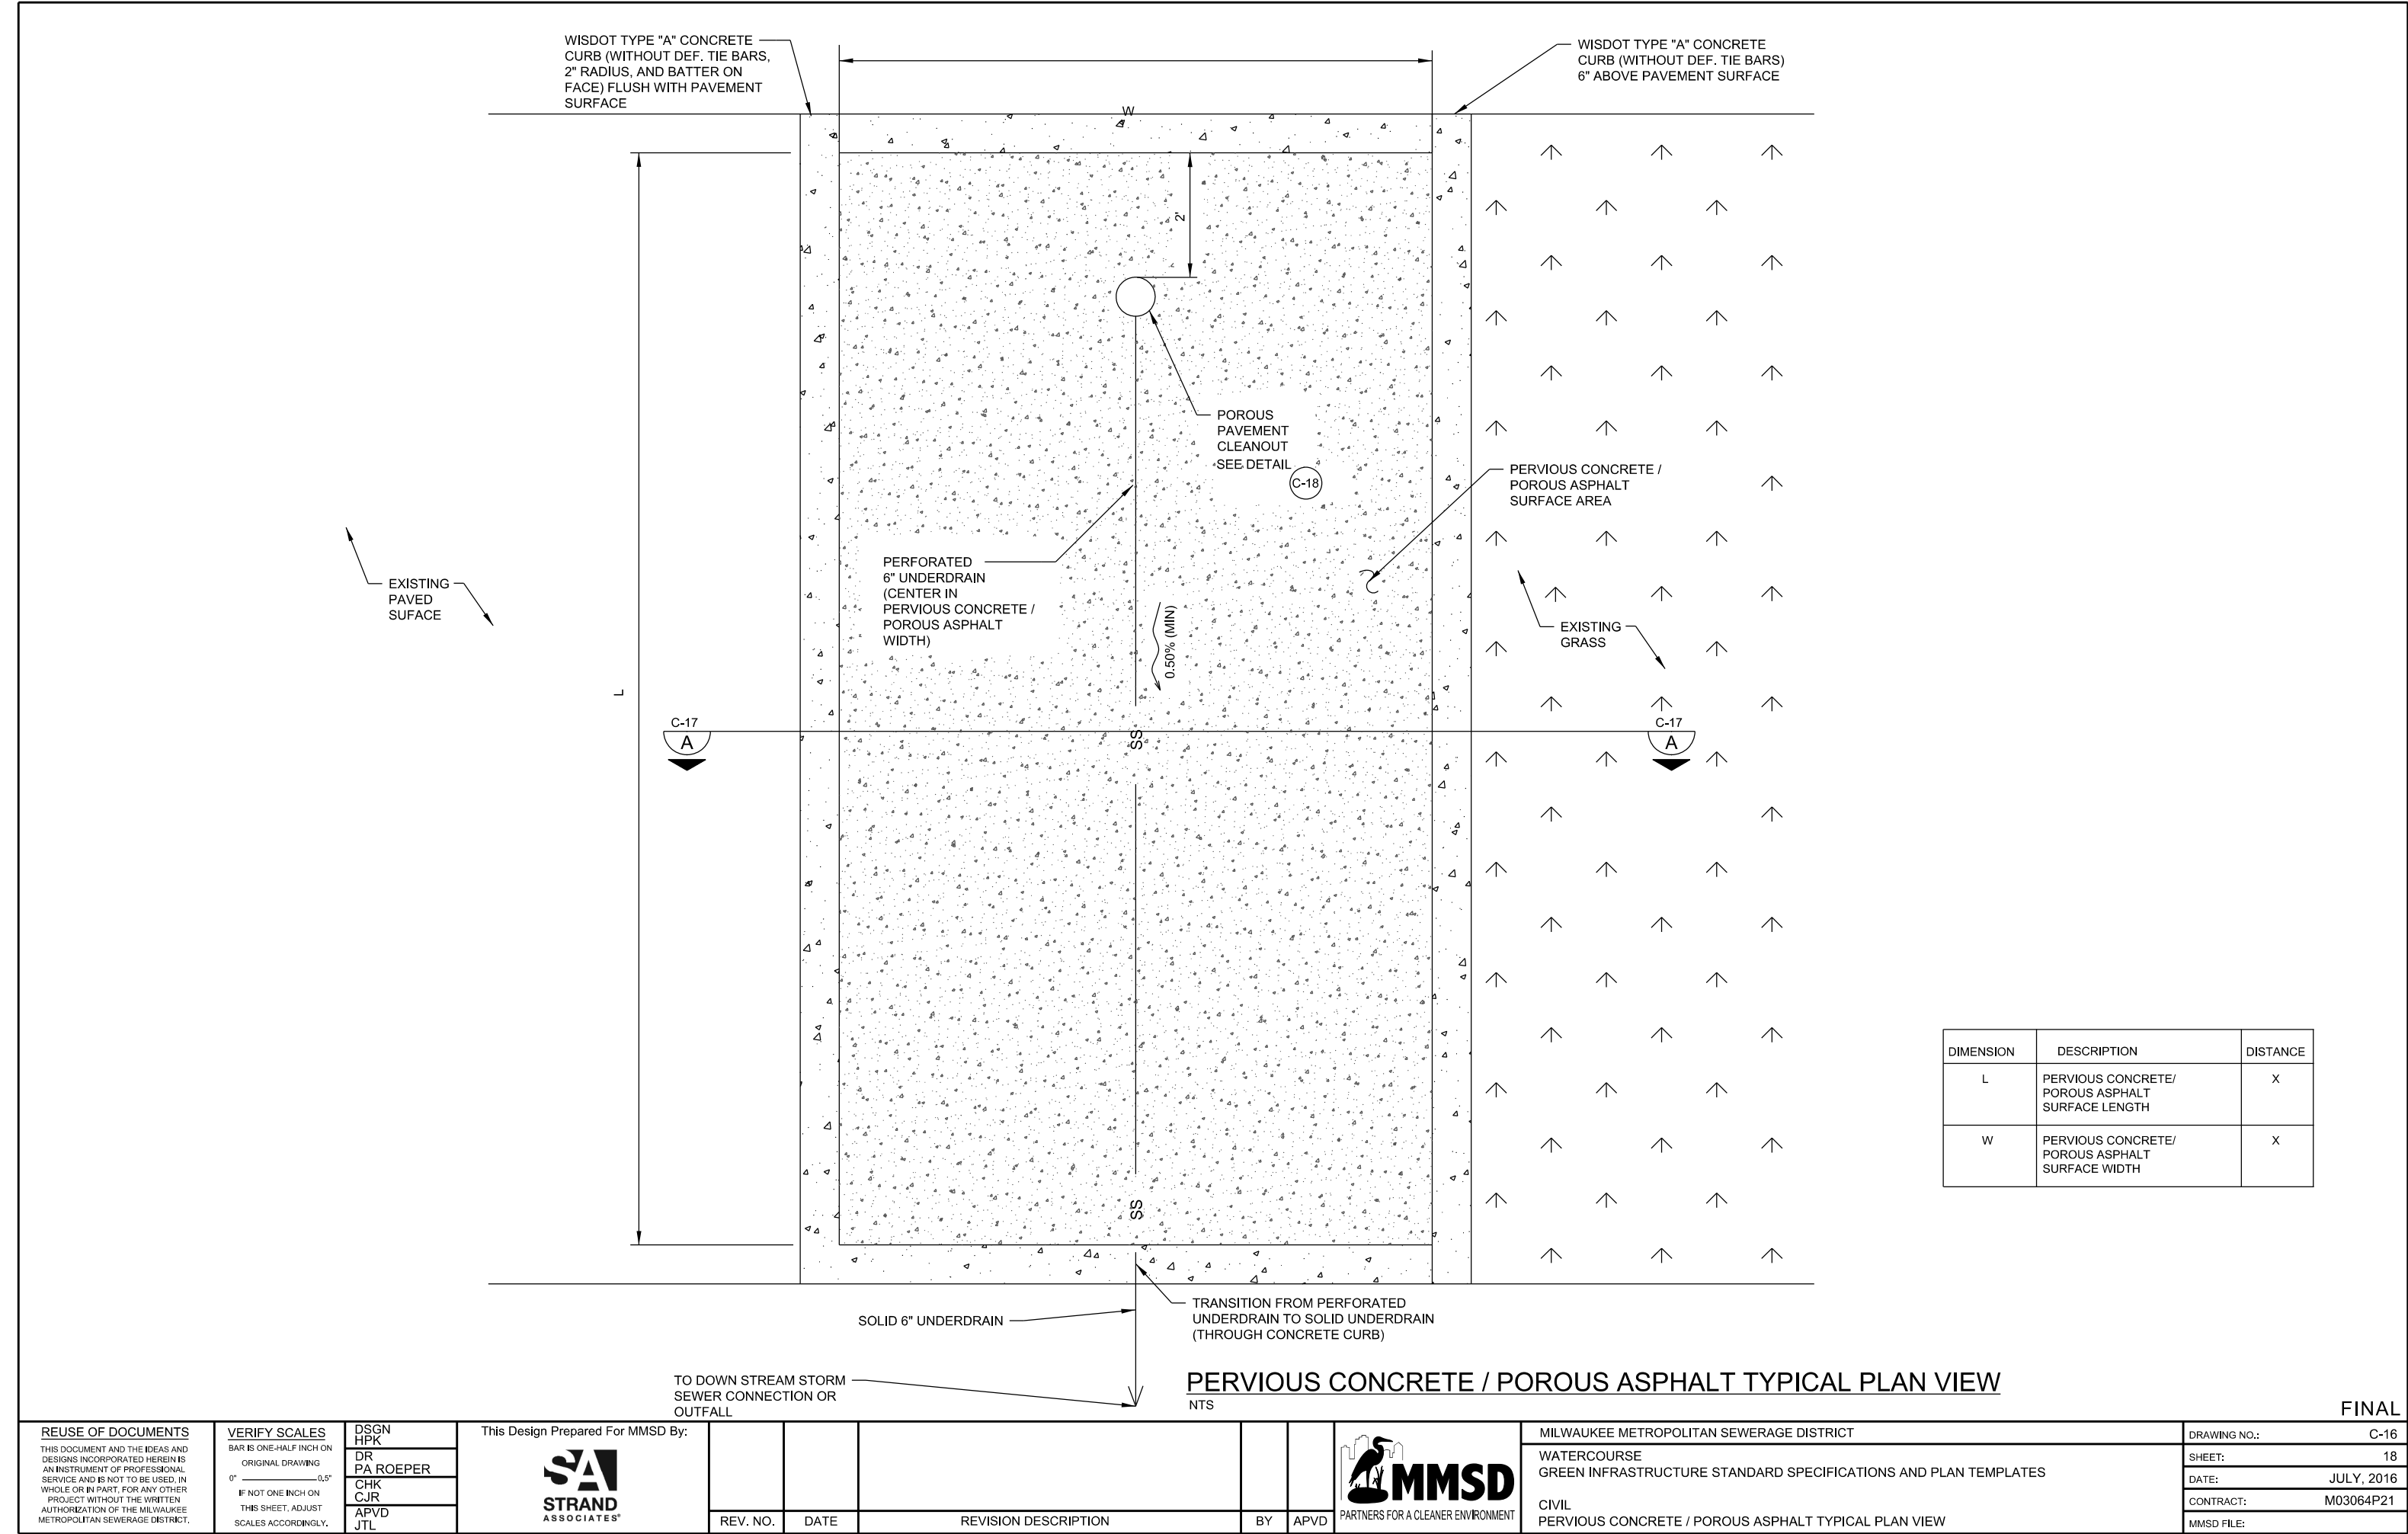 WISDOT TYPE "A" CONCRETE
CURB (WITHOUT DEF. TIE BARS,
2" RADIUS, AND BATTER ON
FACE) FLUSH WITH PAVEMENT
SURFACE
WISDOT TYPE "A" CONCRETE
CURB (WITHOUT DEF. TIE BARS)
6" ABOVE PAVEMENT SURFACE
W
2'
POROUS
PAVEMENT
CLEANOUT
SEE DETAIL
C-18
PERVIOUS CONCRETE /
POROUS ASPHALT
SURFACE AREA
PERFORATED
6" UNDERDRAIN
(CENTER IN
PERVIOUS CONCRETE /
POROUS ASPHALT
WIDTH)
EXISTING
PAVED
SUFACE
0.50% (MIN)
EXISTING
GRASS
L
C-17
A
C-17
A
SS
SS
DIMENSION DESCRIPTION DISTANCE
L PERVIOUS CONCRETE/ X
POROUS ASPHALT
SURFACE LENGTH
W PERVIOUS CONCRETE/ X
POROUS ASPHALT
SURFACE WIDTH
TRANSITION FROM PERFORATED
UNDERDRAIN TO SOLID UNDERDRAIN
(THROUGH CONCRETE CURB)
SOLID 6" UNDERDRAIN
TO DOWN STREAM STORM
SEWER CONNECTION OR
OUTFALL
PERVIOUS CONCRETE / POROUS ASPHALT TYPICAL PLAN VIEW
NTS
FINAL
REUSE OF DOCUMENTS
THIS DOCUMENT AND THE IDEAS AND
DESIGNS INCORPORATED HEREIN IS
AN INSTRUMENT OF PROFESSIONAL
SERVICE AND IS NOT TO BE USED, IN
WHOLE OR IN PART, FOR ANY OTHER
PROJECT WITHOUT THE WRITTEN
AUTHORIZATION OF THE MILWAUKEE
METROPOLITAN SEWERAGE DISTRICT.
VERIFY SCALES
BAR IS ONE-HALF INCH ON
ORIGINAL DRAWING
0" 0.5"
IF NOT ONE INCH ON
THIS SHEET, ADJUST
SCALES ACCORDINGLY.
DSGN
HPK
DR
PA ROEPER
CHK
CJR
APVD
JTL
This Design Prepared For MMSD By:
SA
STRAND
ASSOCIATES®
REV. NO. DATE REVISION DESCRIPTION BY APVD
MMSD
PARTNERS FOR A CLEANER ENVIRONMENT
MILWAUKEE METROPOLITAN SEWERAGE DISTRICT
WATERCOURSE
GREEN INFRASTRUCTURE STANDARD SPECIFICATIONS AND PLAN TEMPLATES
CIVIL
PERVIOUS CONCRETE / POROUS ASPHALT TYPICAL PLAN VIEW
DRAWING NO.: C-16
SHEET: 18
DATE: JULY, 2016
CONTRACT: M03064P21
MMSD FILE: